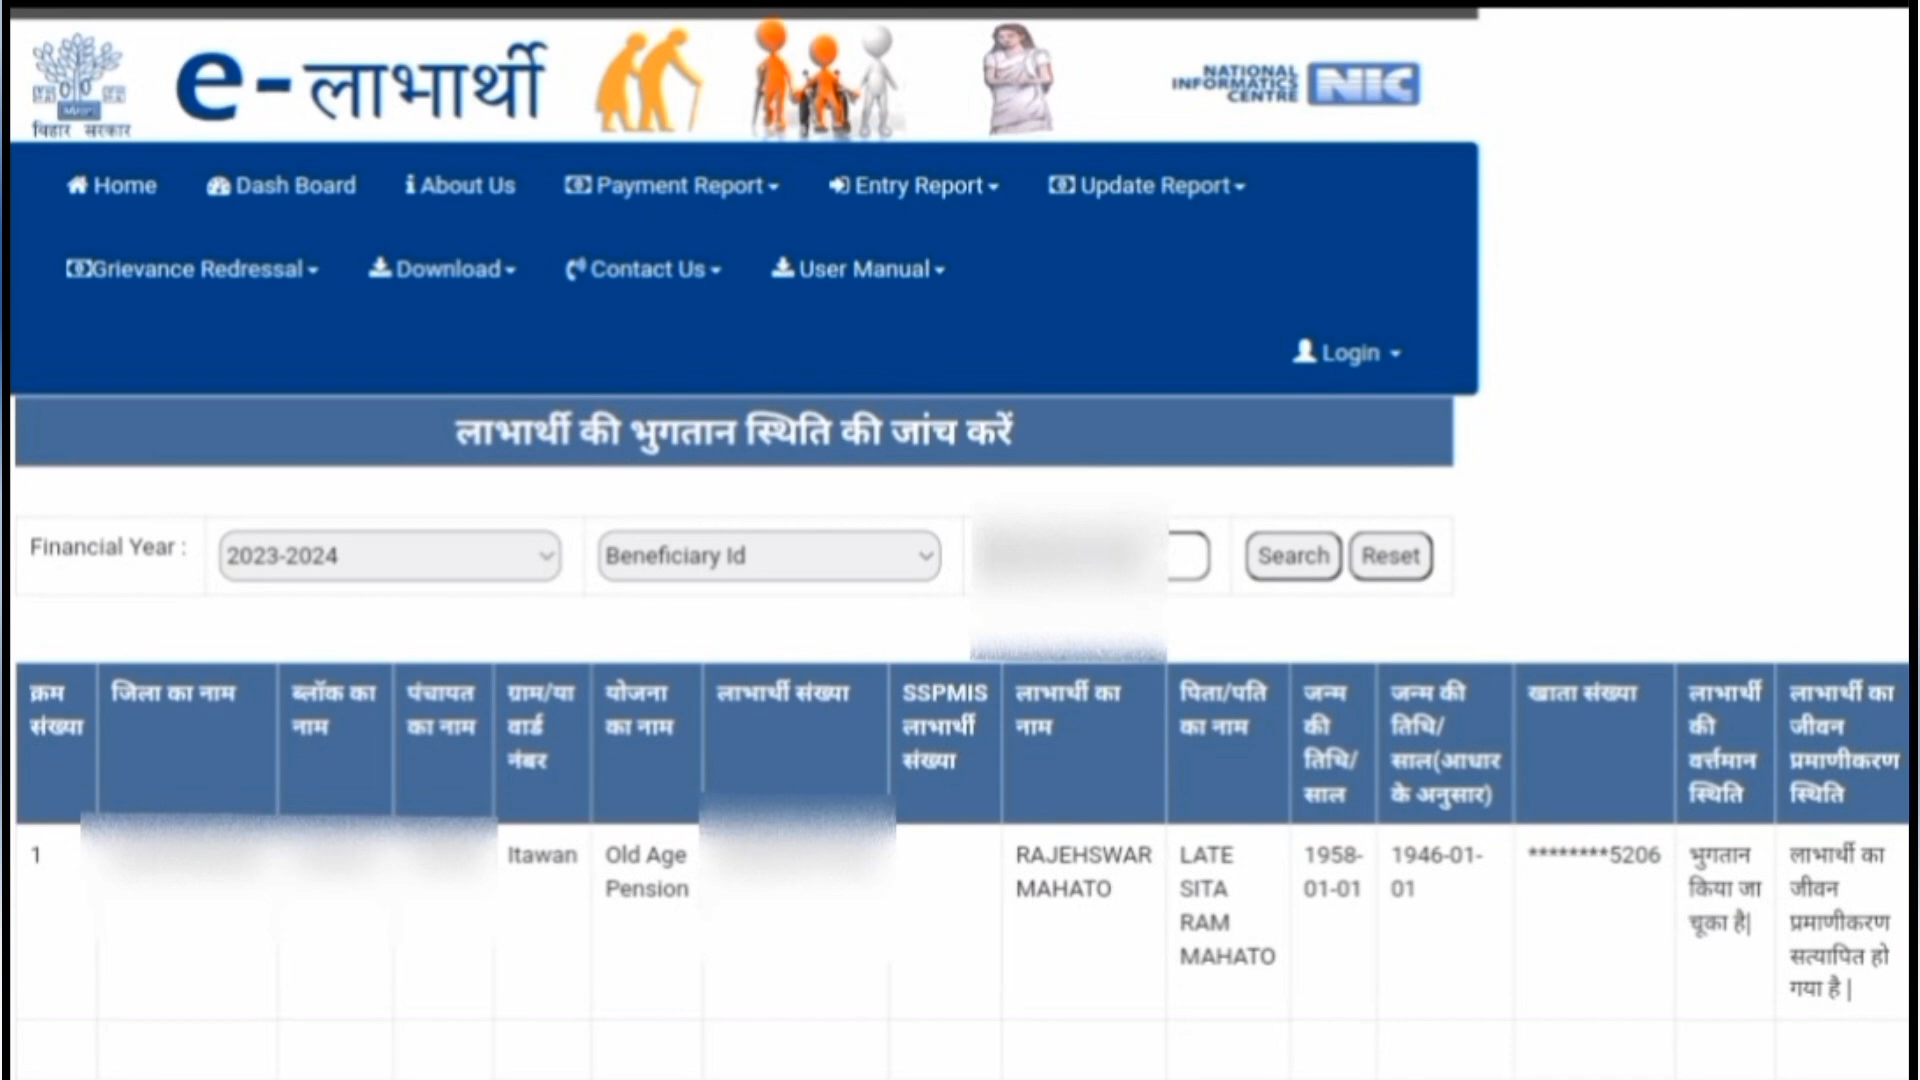 विहार सरकार
e-लाभार्थी
NATIONAL
INFORMATICS
CENTRE
NIC
Home Dash Board About Us Payment Report Entry Report Update Report
Grievance Redressal Download Contact Us User Manual
Login
लाभार्थी की भुगतान स्थिति की जांच करें
Financial Year : 2023-2024 Beneficiary Id Search Reset
क्रम संख्या
जिला का नाम
ब्लॉक का नाम
पंचायत का नाम
ग्राम/या वार्ड नंबर
योजना का नाम
लाभार्थी संख्या
SSPMIS लाभार्थी संख्या
लाभार्थी का नाम
पिता/पति का नाम
जन्म की तिथि/ साल
जन्म की तिथि/ साल(आधार के अनुसार)
खाता संख्या
लाभार्थी की वर्त्तमान स्थिति
लाभार्थी का जीवन प्रमाणीकरण स्थिति
1
Itawan
Old Age Pension
RAJEHSWAR MAHATO
LATE SITA RAM MAHATO
1958-01-01
1946-01-01
********5206
भुगतान किया जा चूका है|
लाभार्थी का जीवन प्रमाणीकरण सत्यापित हो गया है |